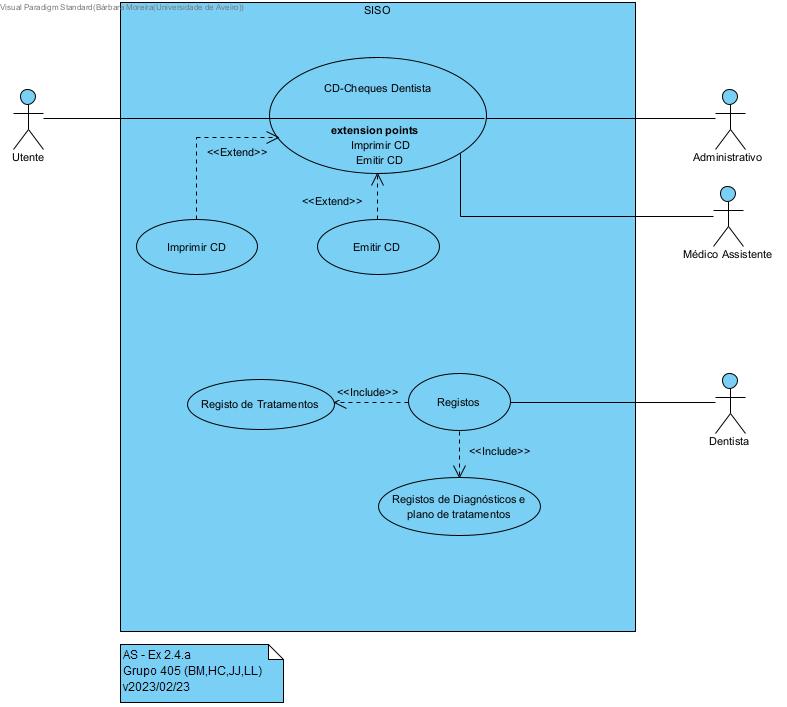 Visual Paradigm Standard(Bárbara Moreira(Universidade de Aveiro))
SISO
CD-Cheques Dentista
extension points
Imprimir CD
Emitir CD
Utente
Administrativo
<<Extend>>
<<Extend>>
Imprimir CD
Emitir CD
Médico Assistente
<<Include>>
Registo de Tratamentos
Registos
Dentista
<<Include>>
Registos de Diagnósticos e
plano de tratamentos
AS - Ex 2.4.a
Grupo 405 (BM,HC,JJ,LL)
v2023/02/23